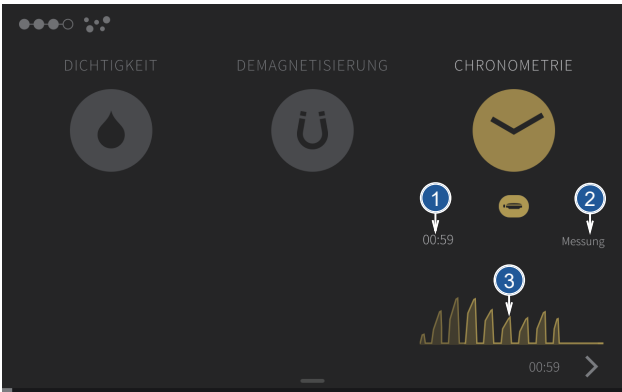 DICHTIGKEIT
DEMAGNETISIERUNG
CHRONOMETRIE
1
2
00:59
Messung
3
00:59